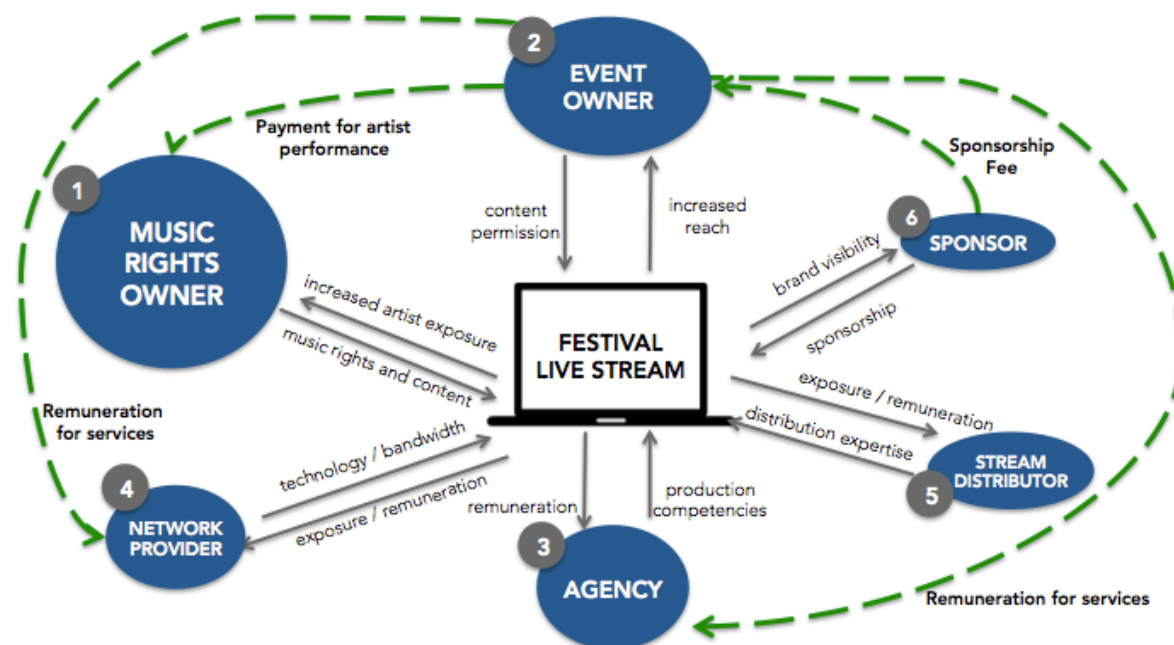 2
EVENT
OWNER
Payment for artist
performance
Sponsorship
Fee
1
MUSIC
RIGHTS
OWNER
content
permission
increased
reach
6
SPONSOR
brand visibility
sponsorship
increased artist exposure
music rights and content
FESTIVAL
LIVE STREAM
exposure / remuneration
distribution expertise
Remuneration
for services
technology / bandwidth
exposure / remuneration
STREAM
DISTRIBUTOR
5
4
NETWORK
PROVIDER
remuneration
production
competencies
3
AGENCY
Remuneration for services